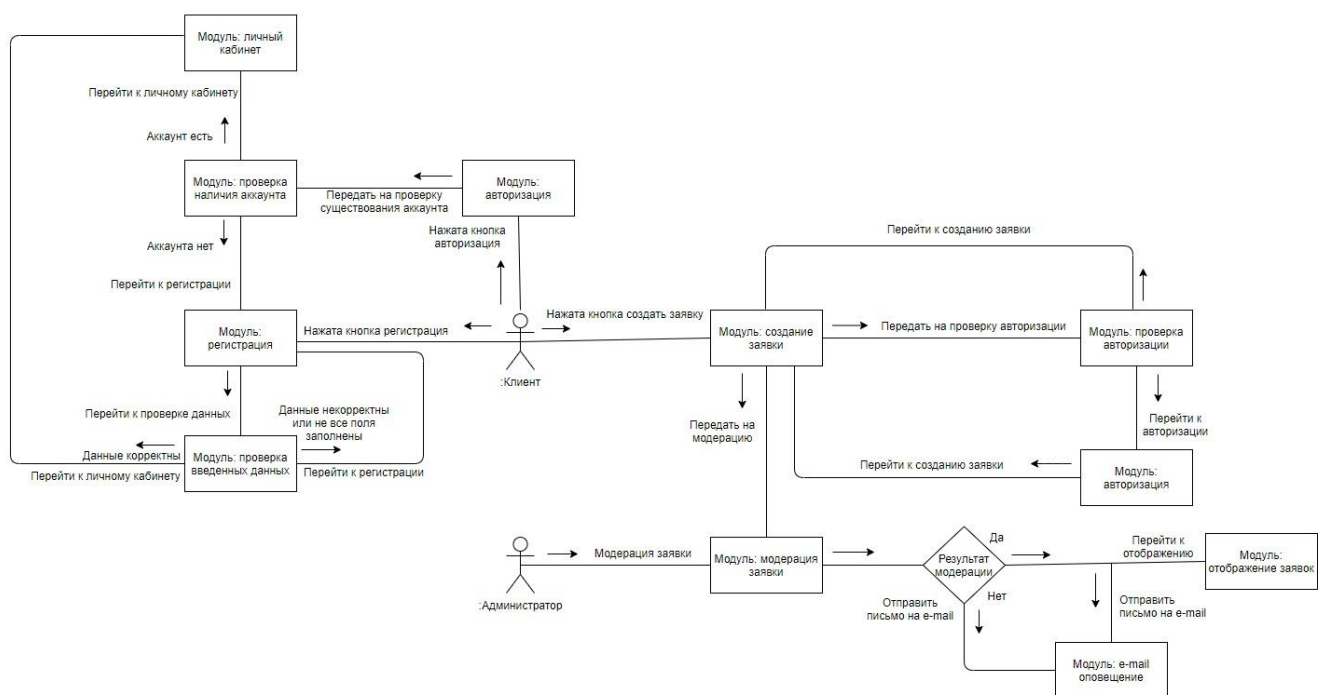 Модуль: личный
кабинет
Перейти к личному кабинету
Аккаунт есть
Модуль: проверка
наличия аккаунта
Передать на проверку
существования аккаунта
Модуль:
авторизация
Аккаунта нет
Нажата кнопка
авторизация
Перейти к регистрации
Модуль:
регистрация
Нажата кнопка регистрация
:Клиент
Нажата кнопка создать заявку
Модуль: создание
заявки
Перейти к созданию заявки
Передать на проверку авторизации
Модуль: проверка
авторизации
Перейти к проверке данных
Данные некорректны
или не все поля
заполнены
Передать на
модерацию
Перейти к
авторизации
Данные корректны
Перейти к личному кабинету
Модуль: проверка
введенных данных
Перейти к регистрации
Перейти к созданию заявки
Модуль:
авторизация
:Администратор
Модерация заявки
Модуль: модерация
заявки
Результат
модерации
Да
Перейти к
отображению
Модуль:
отображение заявок
Нет
Отправить
письмо на e-mail
Отправить
письмо на e-mail
Модуль: e-mail
оповещение